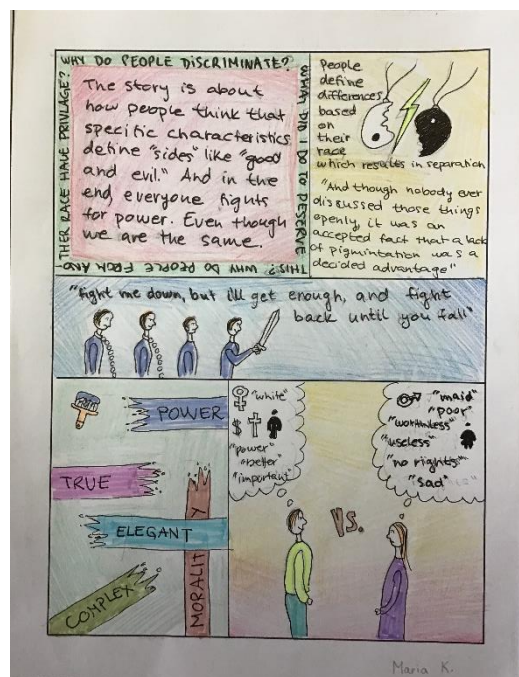 WHY DO PEOPLE DISCRIMINATE?
WHAT DID I DO TO DESERVE
THIS? WHY DO PEOPLE FROM ANO-
THER RACE HAVE PRIVLAGE?
The story is about
how people think that
specific characteristics
define "sides" like "good
and evil." And in the
end, everyone fights
for power. Even though
we are the same.
People
define
differences
based
on
their
race
which results in separation
"And though nobody ever
discussed those things
openly, it was an
accepted fact that a lack
of pigmintation was a
decided advantage"
"fight me down, but ill get enough, and fight
back until you fall"
POWER
TRUE
ELEGANT
MORALITY
COMPLEX
"white"
$
"power"
"better"
"important"
"maid"
"poor"
"worthless"
"useless"
"no rights"
"sad"
VS.
Maria K.